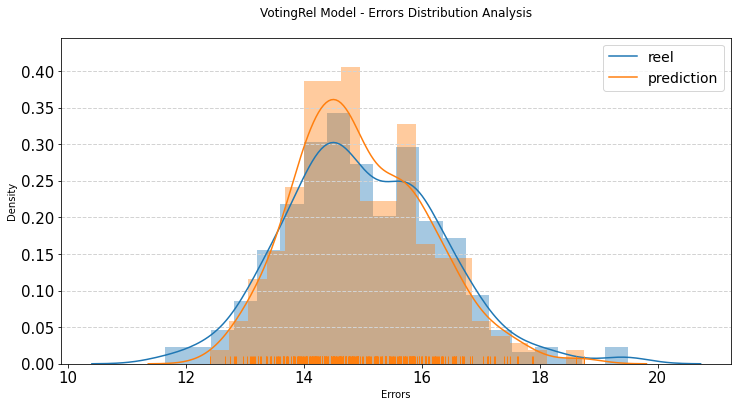 VotingRel Model - Errors Distribution Analysis
reel
prediction
Density
0.40
0.35
0.30
0.25
0.20
0.15
0.10
0.05
0.00
10 12 14 16 18 20
Errors